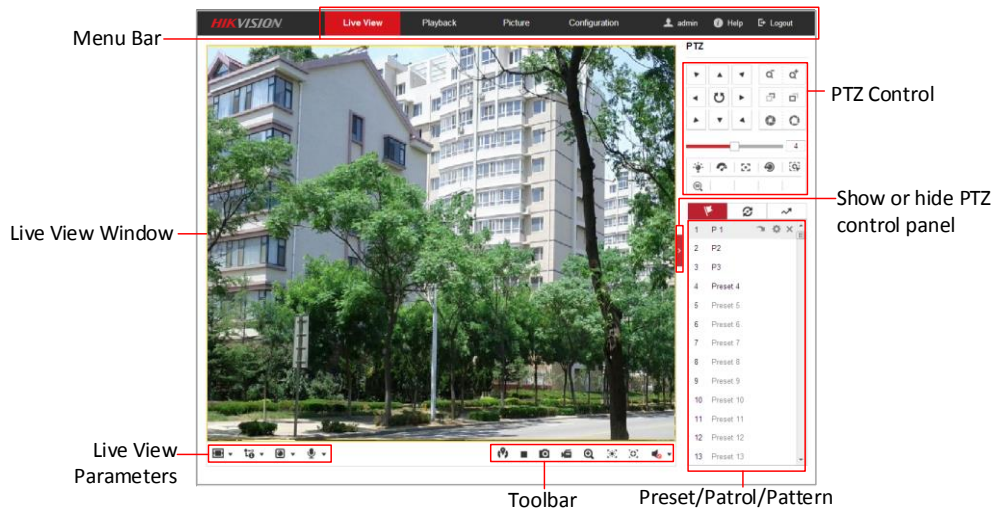 HIKVISION Live View Playback Picture Configuration admin Help Logout
Menu Bar
PTZ
PTZ Control
4
Show or hide PTZ
control panel
Live View Window
1 P 1
2 P2
3 P3
4 Preset 4
5 Preset 5
6 Preset 6
7 Preset 7
8 Preset 8
9 Preset 9
10 Preset 10
11 Preset 11
12 Preset 12
13 Preset 13
Live View
Parameters
Toolbar
Preset/Patrol/Pattern